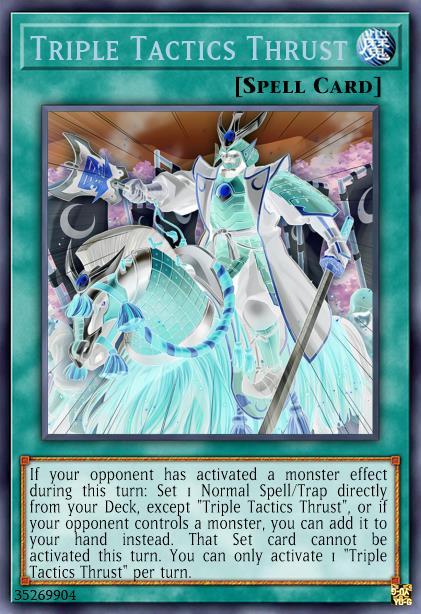 TRIPLE TACTICS THRUST
[SPELL CARD]
If your opponent has activated a monster effect
during this turn: Set 1 Normal Spell/Trap directly
from your Deck, except "Triple Tactics Thrust", or if
your opponent controls a monster, you can add it to
your hand instead. That Set card cannot be
activated this turn. You can only activate 1 "Triple
Tactics Thrust" per turn.
35269904